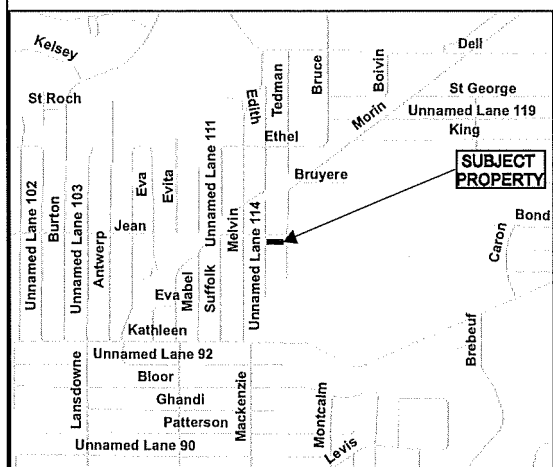 Kelsey
Dell
St Roch
Edith
Tedman
Bruce
Boivin
St George
Morin
Unnamed Lane 119
Ethel
King
Unnamed Lane 111
SUBJECT
PROPERTY
Bruyere
Unnamed Lane 102
Burton
Unnamed Lane 103
Antwerp
Jean
Eva
Evita
Melvin
Unnamed Lane 114
Bond
Caron
Eva
Mabel
Suffolk
Kathleen
Unnamed Lane 92
Brebeuf
Lansdowne
Bloor
Ghandi
Mackenzie
Montcalm
Patterson
Unnamed Lane 90
Levis